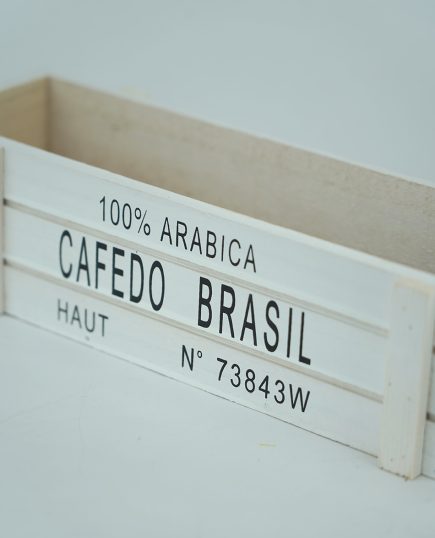 100% ARABICA
CAFEDO BRASIL
HAUT
N° 73843W